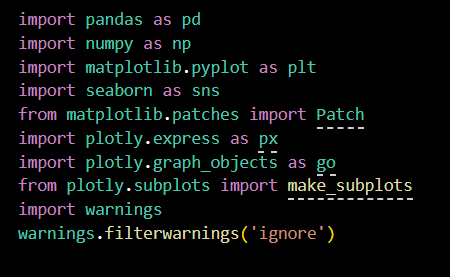 import pandas as pd
import numpy as np
import matplotlib.pyplot as plt
import seaborn as sns
from matplotlib.patches import Patch
import plotly.express as px
import plotly.graph_objects as go
from plotly.subplots import make_subplots
import warnings
warnings.filterwarnings('ignore')